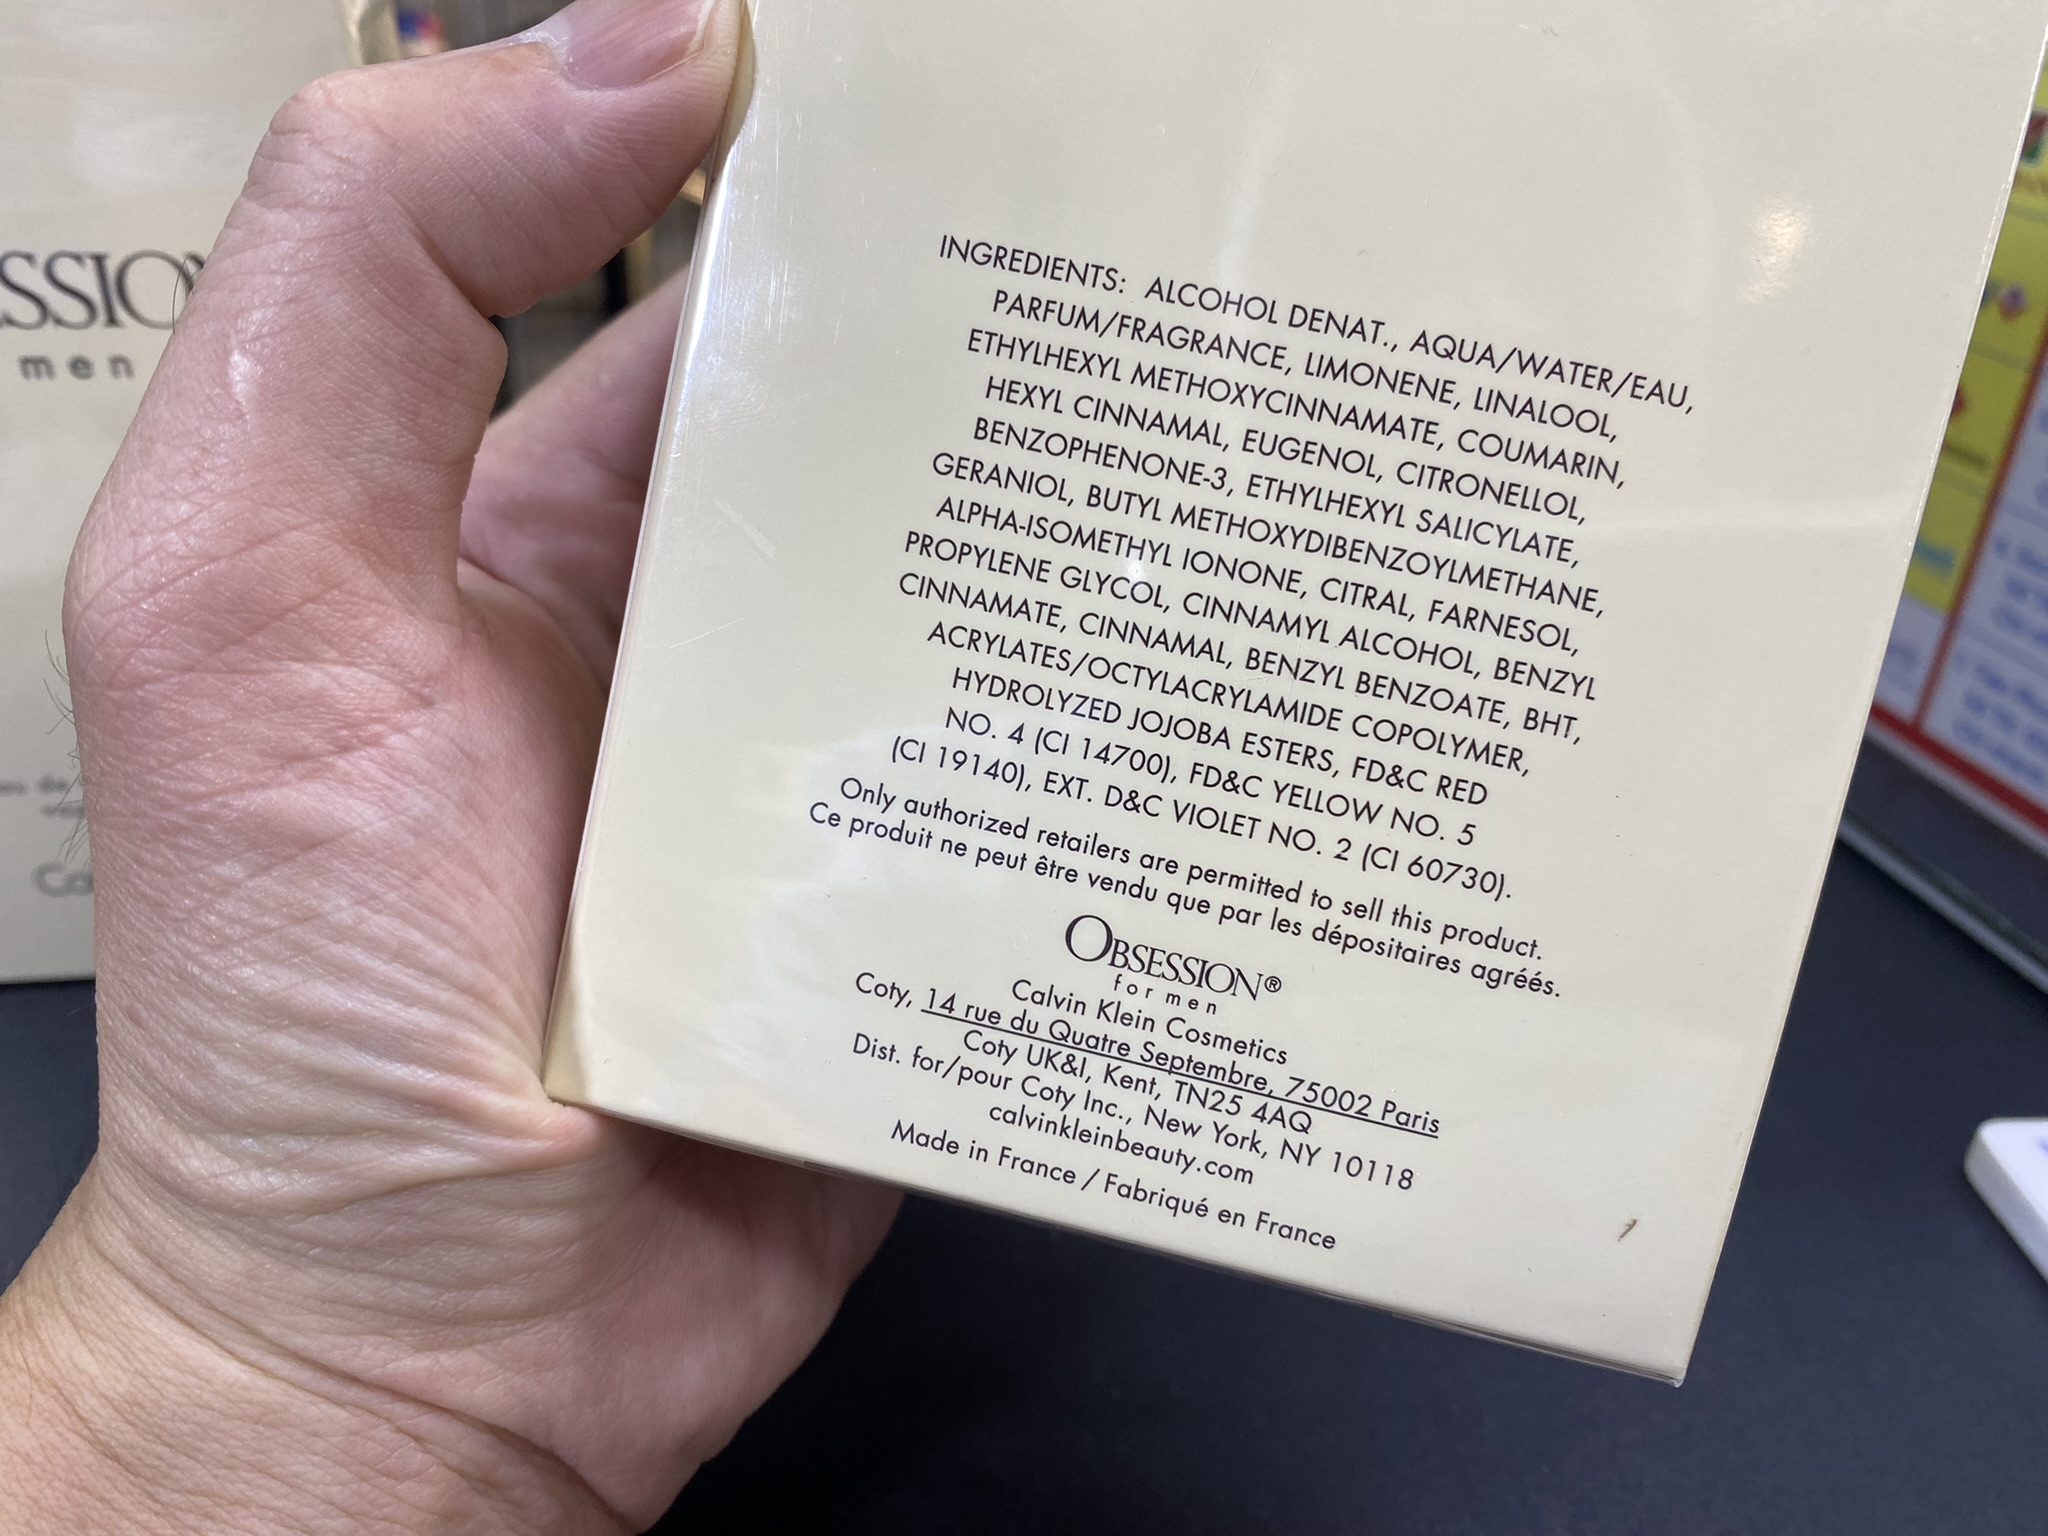 SSION
men
INGREDIENTS: ALCOHOL DENAT., AQUA/WATER/EAU,
PARFUM/FRAGRANCE, LIMONENE, LINALOOL,
ETHYLHEXYL METHOXYCINNAMATE, COUMARIN,
HEXYL CINNAMAL, EUGENOL, CITRONELLOL,
BENZOPHENONE-3, ETHYLHEXYL SALICYLATE,
GERANIOL, BUTYL METHOXYDIBENZOYLMETHANE,
ALPHA-ISOMETHYL IONONE, CITRAL, FARNESOL,
PROPYLENE GLYCOL, CINNAMYL ALCOHOL, BENZYL
CINNAMATE, CINNAMAL, BENZYL BENZOATE, BHT,
ACRYLATES/OCTYLACRYLAMIDE COPOLYMER,
HYDROLYZED JOJOBA ESTERS, FD&C RED
NO. 4 (CI 14700), FD&C YELLOW NO. 5
(CI 19140), EXT. D&C VIOLET NO. 2 (CI 60730).
Only authorized retailers are permitted to sell this product.
Ce produit ne peut être vendu que par les dépositaires agréés.
OBSESSION®
for men
Calvin Klein Cosmetics
Coty, 14 rue du Quatre Septembre, 75002 Paris
Coty UK&I, Kent, TN25 4AQ
Dist. for/pour Coty Inc., New York, NY 10118
calvinkleinbeauty.com
Made in France / Fabriqué en France